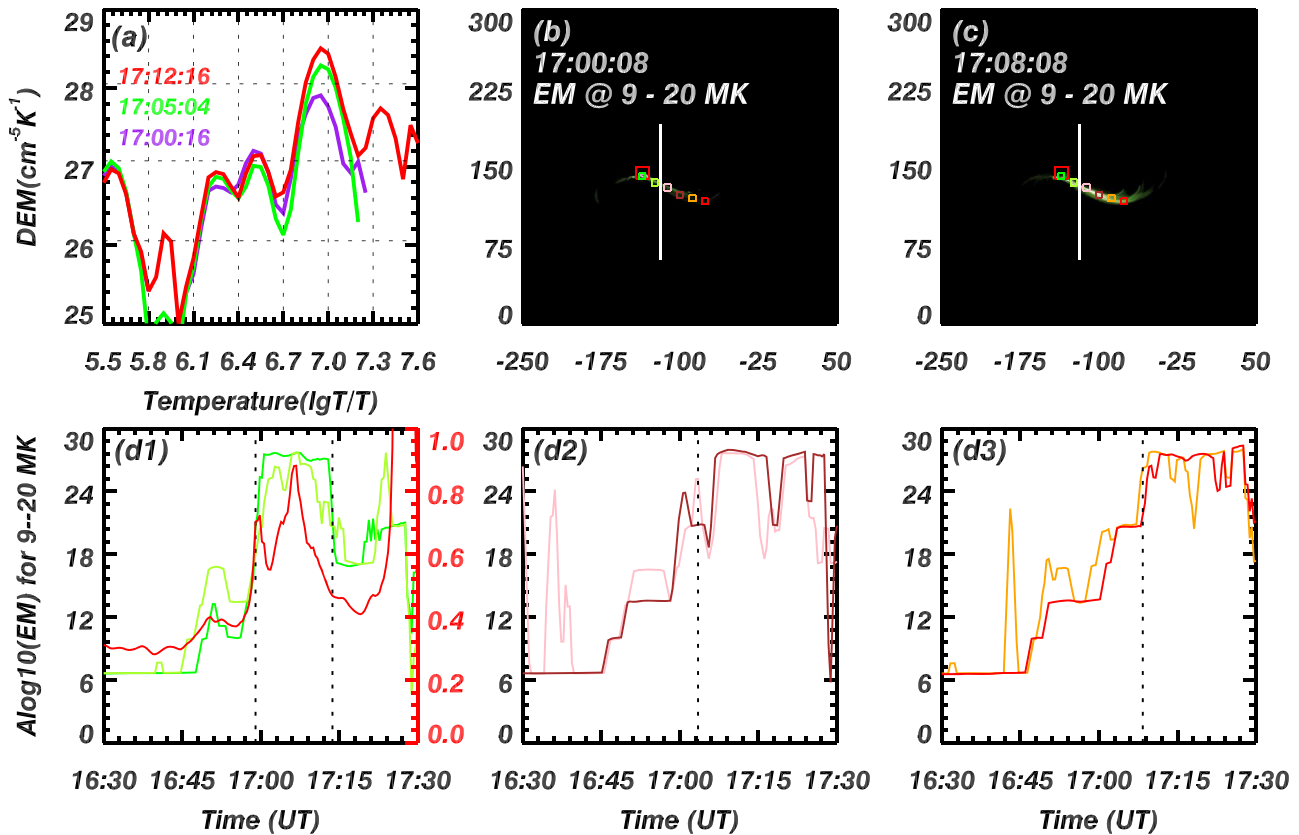 (a)
17:12:16
17:05:04
17:00:16
29
28
27
26
25
DEM(cm⁻⁵K⁻¹)
5.5 5.8 6.1 6.4 6.7 7.0 7.3 7.6
Temperature(lgT/T)
(b)
17:00:08
EM @ 9 - 20 MK
300
225
150
75
0
-250 -175 -100 -25 50
(c)
17:08:08
EM @ 9 - 20 MK
300
225
150
75
0
-250 -175 -100 -25 50
(d1)
30
24
18
12
6
0
Alog10(EM) for 9--20 MK
1.0
0.8
0.6
0.4
0.2
0.0
16:30 16:45 17:00 17:15 17:30
Time (UT)
(d2)
30
24
18
12
6
0
16:30 16:45 17:00 17:15 17:30
Time (UT)
(d3)
30
24
18
12
6
0
16:30 16:45 17:00 17:15 17:30
Time (UT)